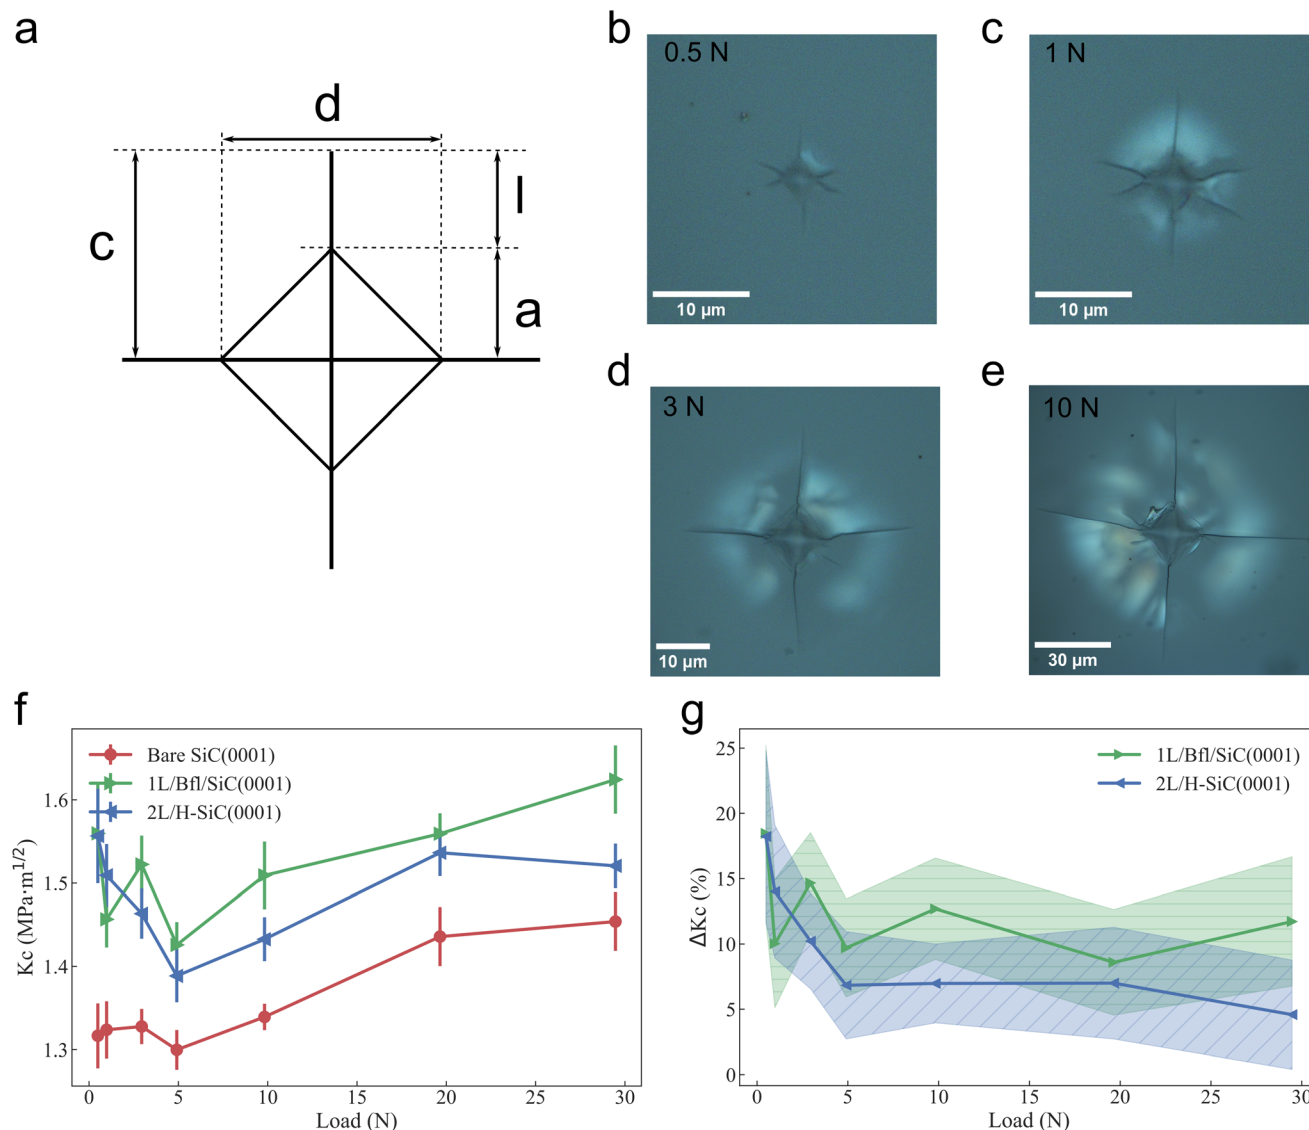 a
d
c
l
a
b
0.5 N
10 µm
c
1 N
10 µm
d
3 N
10 µm
e
10 N
30 µm
f
Bare SiC(0001)
1L/Bfl/SiC(0001)
2L/H-SiC(0001)
1.6
1.5
1.4
1.3
Kc (MPa·m^1/2)
0 5 10 15 20 25 30
Load (N)
g
1L/Bfl/SiC(0001)
2L/H-SiC(0001)
25
20
15
10
5
0
ΔKc (%)
0 5 10 15 20 25 30
Load (N)